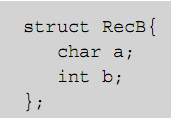 struct RecB{
char a;
int b;
};